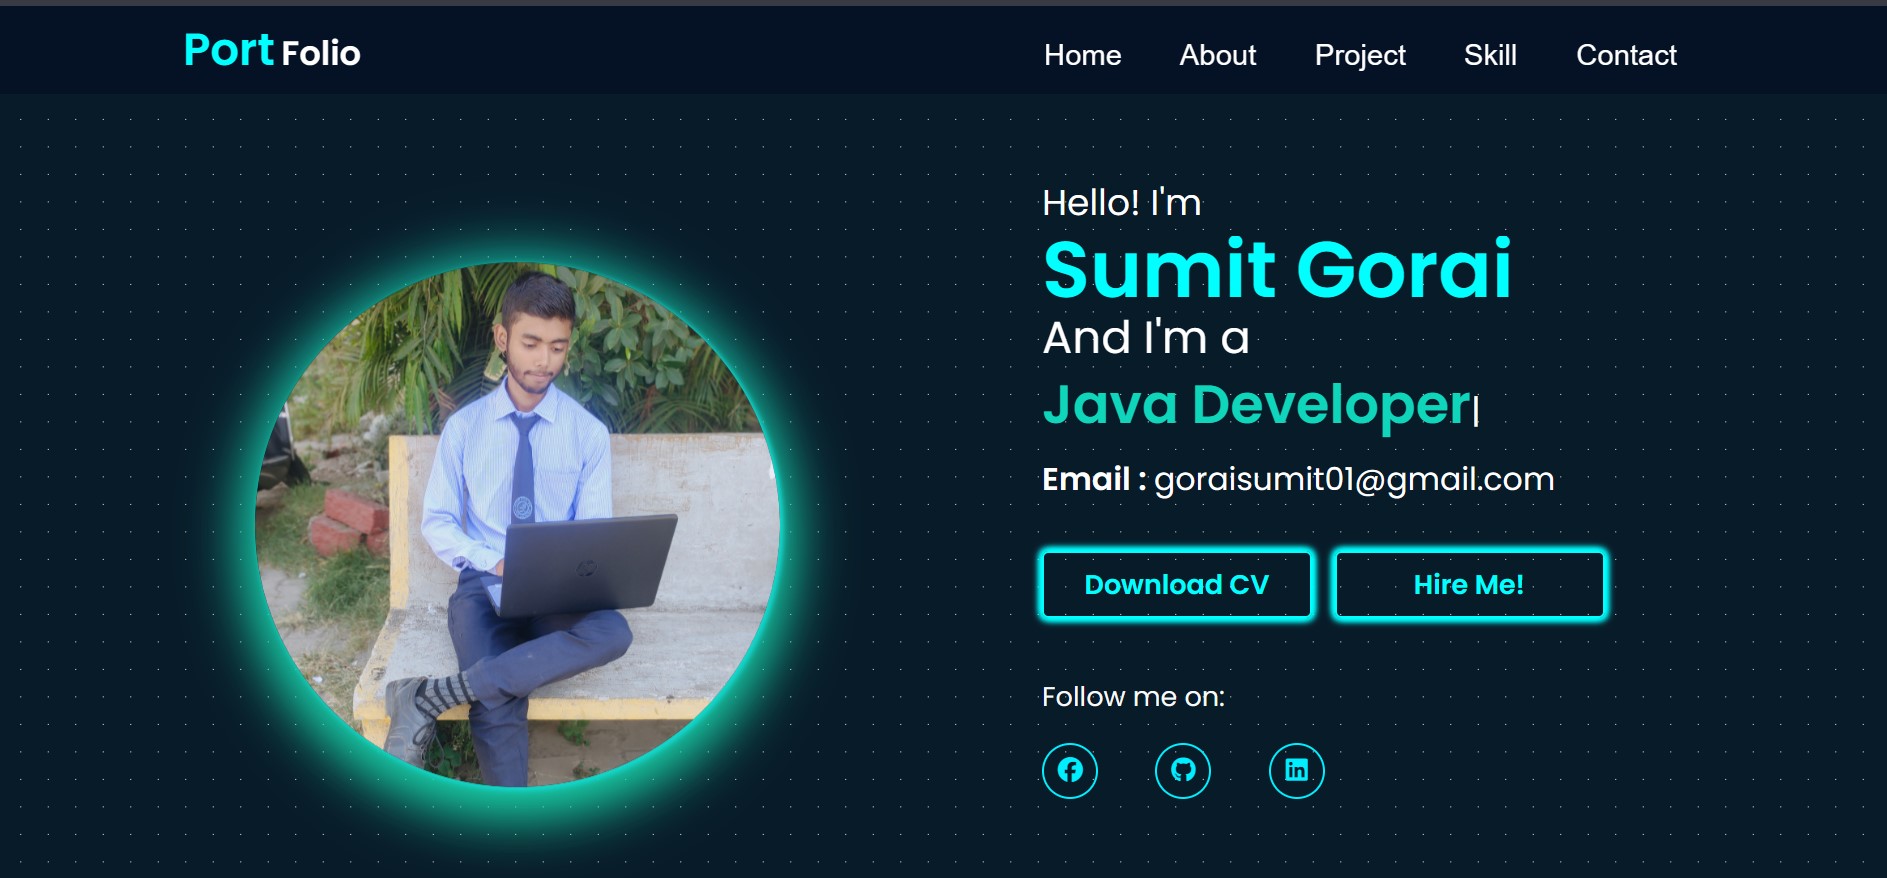 Port Folio
Home About Project Skill Contact
Hello! I'm
Sumit Gorai
And I'm a
Java Developer|
Email : goraisumit01@gmail.com
Download CV Hire Me!
Follow me on:
hp